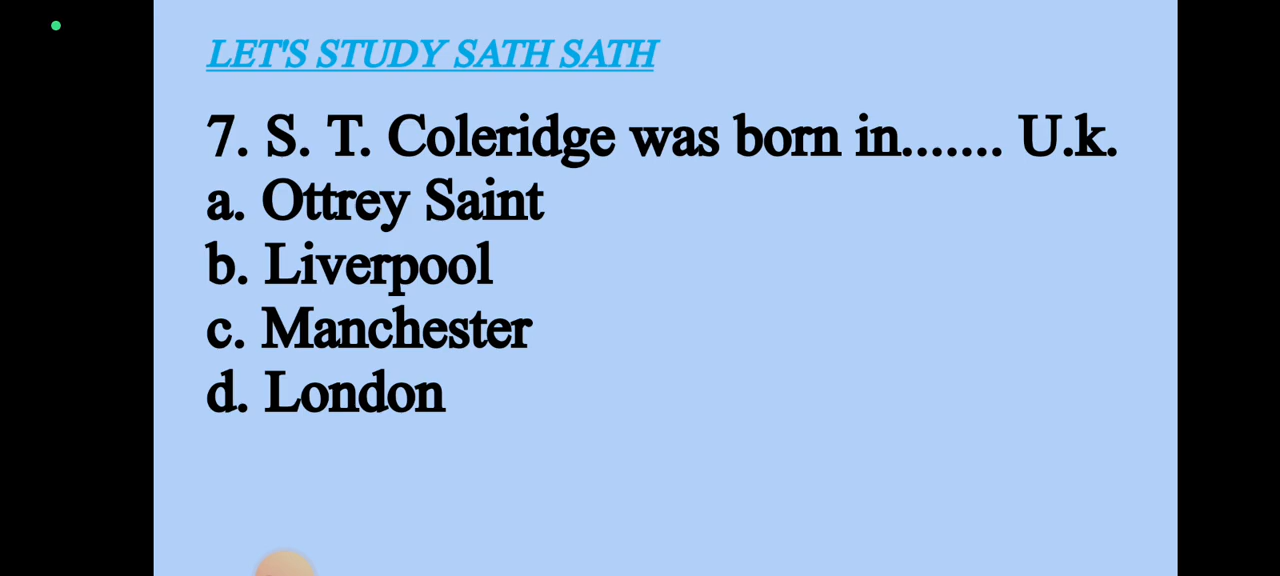 LET'S STUDY SATH SATH
7. S. T. Coleridge was born in....... U.k.
a. Ottrey Saint
b. Liverpool
c. Manchester
d. London